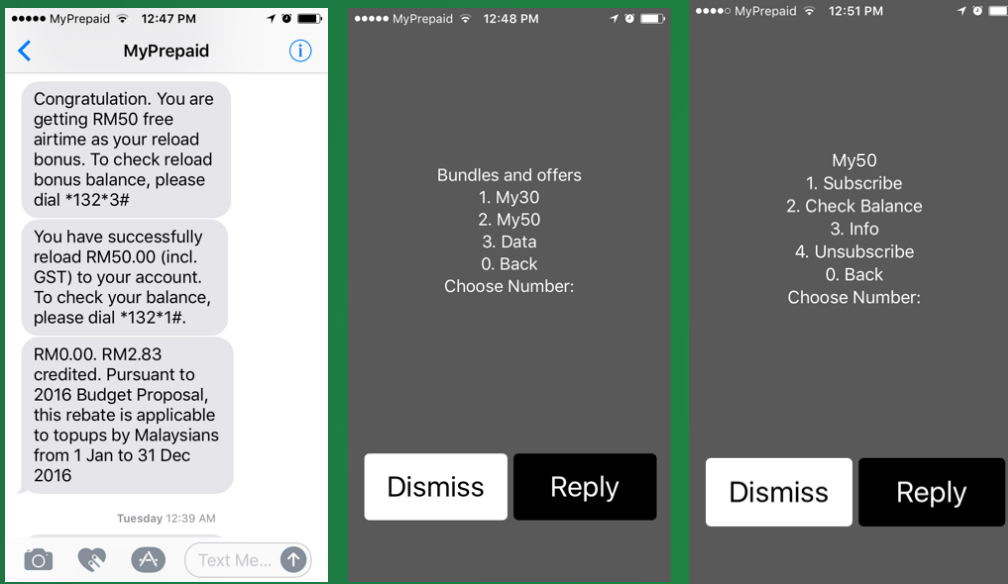 MyPrepaid 12:47 PM
MyPrepaid
Congratulation. You are
getting RM50 free
airtime as your reload
bonus. To check reload
bonus balance, please
dial *132*3#
You have successfully
reload RM50.00 (incl.
GST) to your account.
To check your balance,
please dial *132*1#.
RM0.00. RM2.83
credited. Pursuant to
2016 Budget Proposal,
this rebate is applicable
to topups by Malaysians
from 1 Jan to 31 Dec
2016
Tuesday 12:39 AM
Text Me...
MyPrepaid 12:48 PM
Bundles and offers
1. My30
2. My50
3. Data
0. Back
Choose Number:
Dismiss Reply
MyPrepaid 12:51 PM
My50
1. Subscribe
2. Check Balance
3. Info
4. Unsubscribe
0. Back
Choose Number:
Dismiss Reply